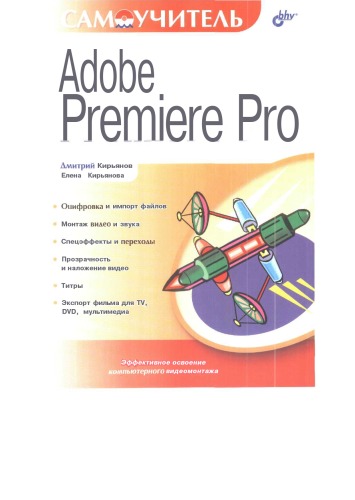 САМОУЧИТЕЛЬ
bhv®
Adobe
Premiere Pro
Дмитрий Кирьянов
Елена Кирьянова
Оцифровка и импорт файлов
Монтаж видео и звука
Спецэффекты и переходы
Прозрачность
и наложение видео
Титры
Экспорт фильма для TV,
DVD, мультимедиа
Эффективное освоение
компьютерного видеомонтажа